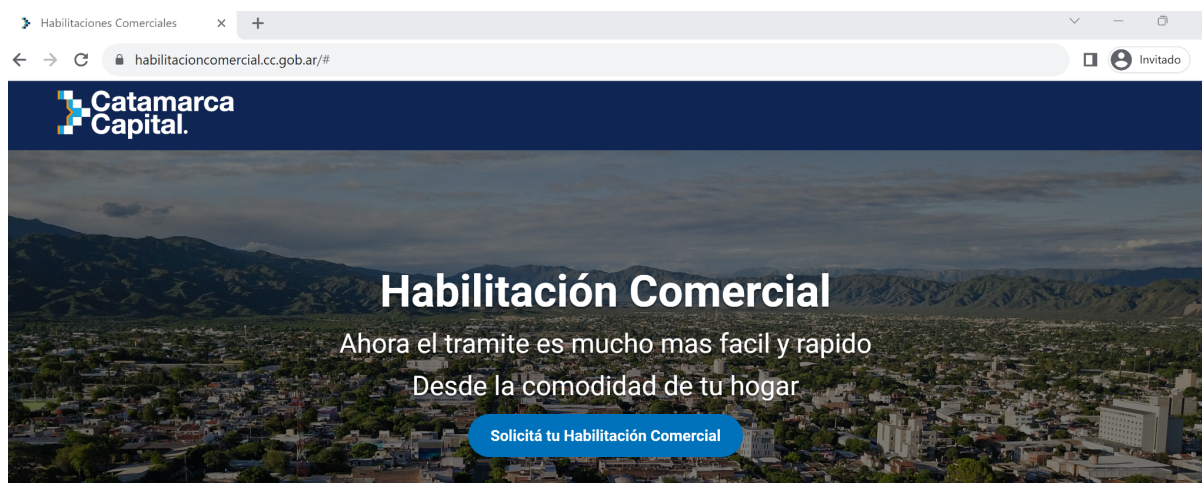 Habilitaciones Comerciales
habilitacioncomercial.cc.gob.ar/#
Invitado
Catamarca
Capital.
Habilitación Comercial
Ahora el tramite es mucho mas facil y rapido
Desde la comodidad de tu hogar
Solicitá tu Habilitación Comercial